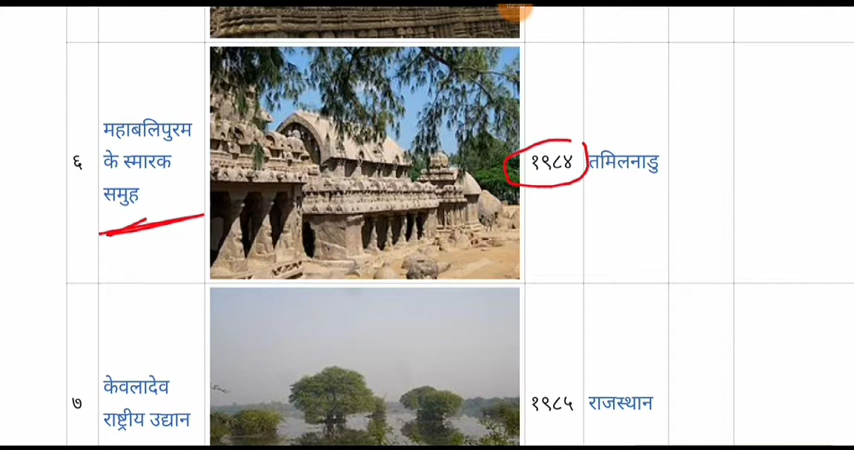 ६
महाबलिपुरम
के स्मारक
समुह
१९८४
तमिलनाडु
७
केवलादेव
राष्ट्रीय उद्यान
१९८५
राजस्थान